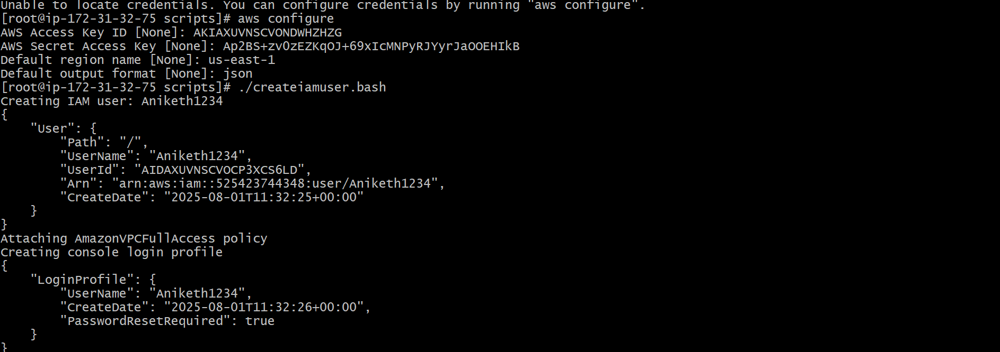 Unable to locate credentials. You can configure credentials by running "aws configure".
[root@ip-172-31-32-75 scripts]# aws configure
AWS Access Key ID [None]: AKIAXUVNSCVONDWHZHZG
AWS Secret Access Key [None]: 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
Default region name [None]: us-east-1
Default output format [None]: json
[root@ip-172-31-32-75 scripts]# ./createiamuser.bash
Creating IAM user: Aniketh1234
{
    "User": {
        "Path": "/",
        "UserName": "Aniketh1234",
        "UserId": "AIDAXUVNSCVOCP3XCS6LD",
        "Arn": "arn:aws:iam::525423744348:user/Aniketh1234",
        "CreateDate": "2025-08-01T11:32:25+00:00"
    }
}
Attaching AmazonVPCFullAccess policy
Creating console login profile
{
    "LoginProfile": {
        "UserName": "Aniketh1234",
        "CreateDate": "2025-08-01T11:32:26+00:00",
        "PasswordResetRequired": true
    }
}